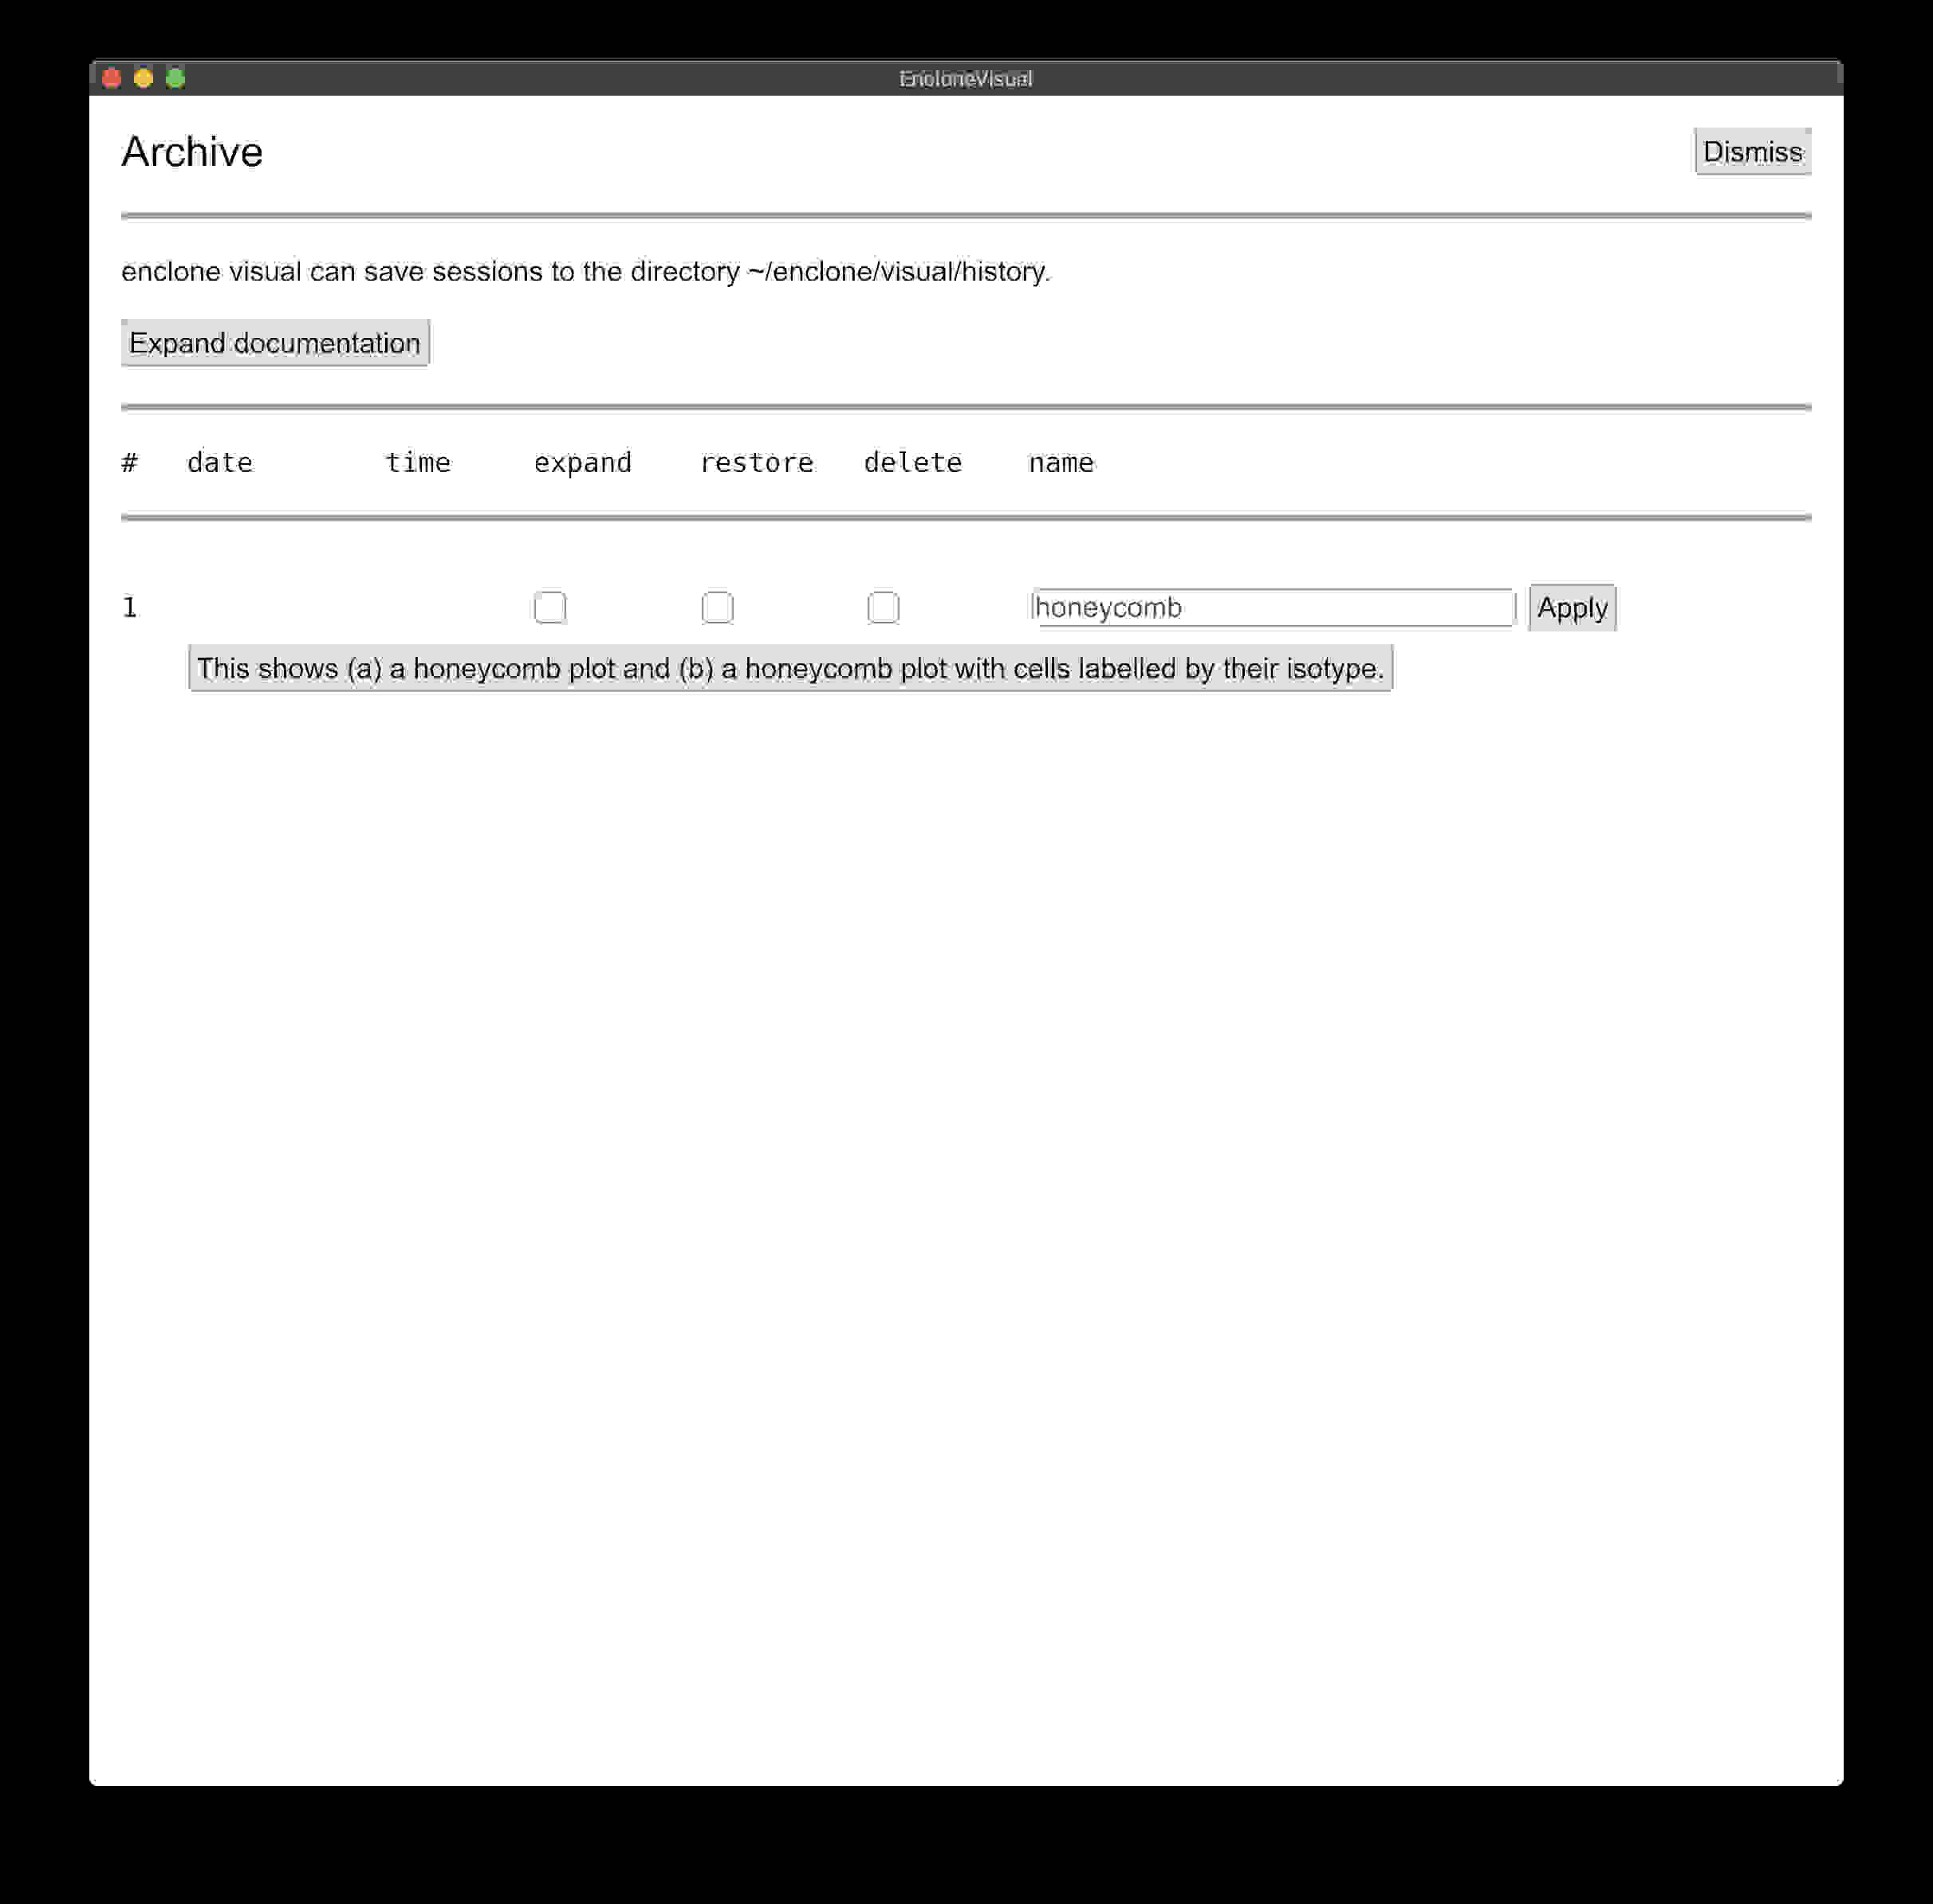 EncloneVisual
Archive
Dismiss
enclone visual can save sessions to the directory ~/enclone/visual/history.
Expand documentation
# date time expand restore delete name
1 honeycomb Apply
This shows (a) a honeycomb plot and (b) a honeycomb plot with cells labelled by their isotype.